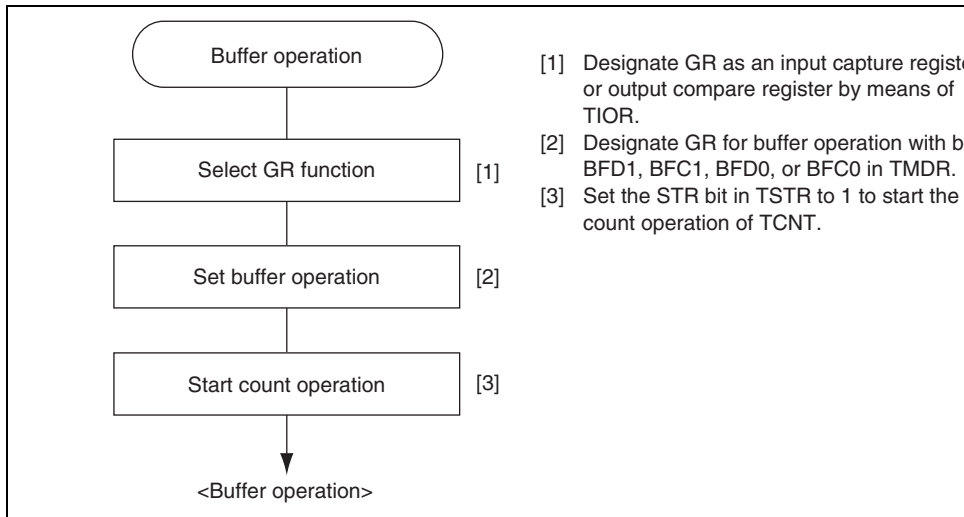 Buffer operation
Select GR function [1]
Set buffer operation [2]
Start count operation [3]
<Buffer operation>
[1] Designate GR as an input capture
or output compare register by means of
TIOR.
[2] Designate GR for buffer operation with
BFD1, BFC1, BFD0, or BFC0 in TMDR.
[3] Set the STR bit in TSTR to 1 to start the
count operation of TCNT.